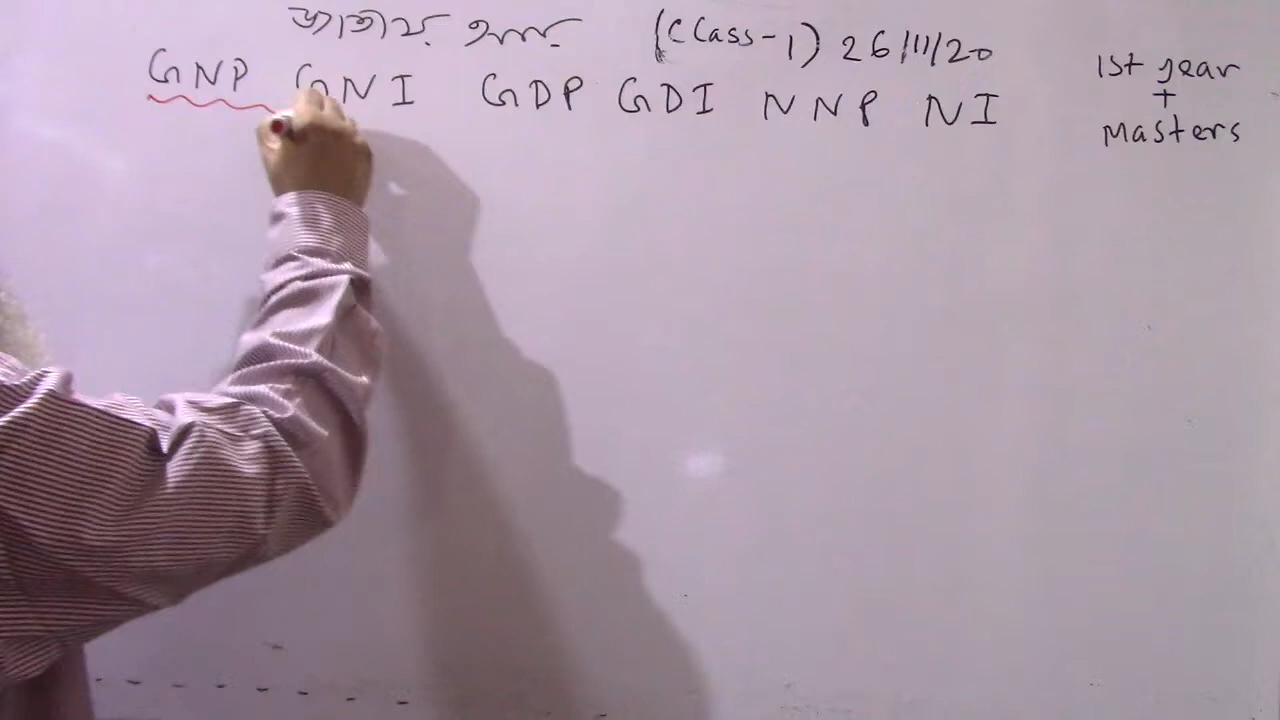 জাতীয় আয় (Class-1) 26/11/20
GNP GNI GDP GDI NNP NI
1st year
+
Masters